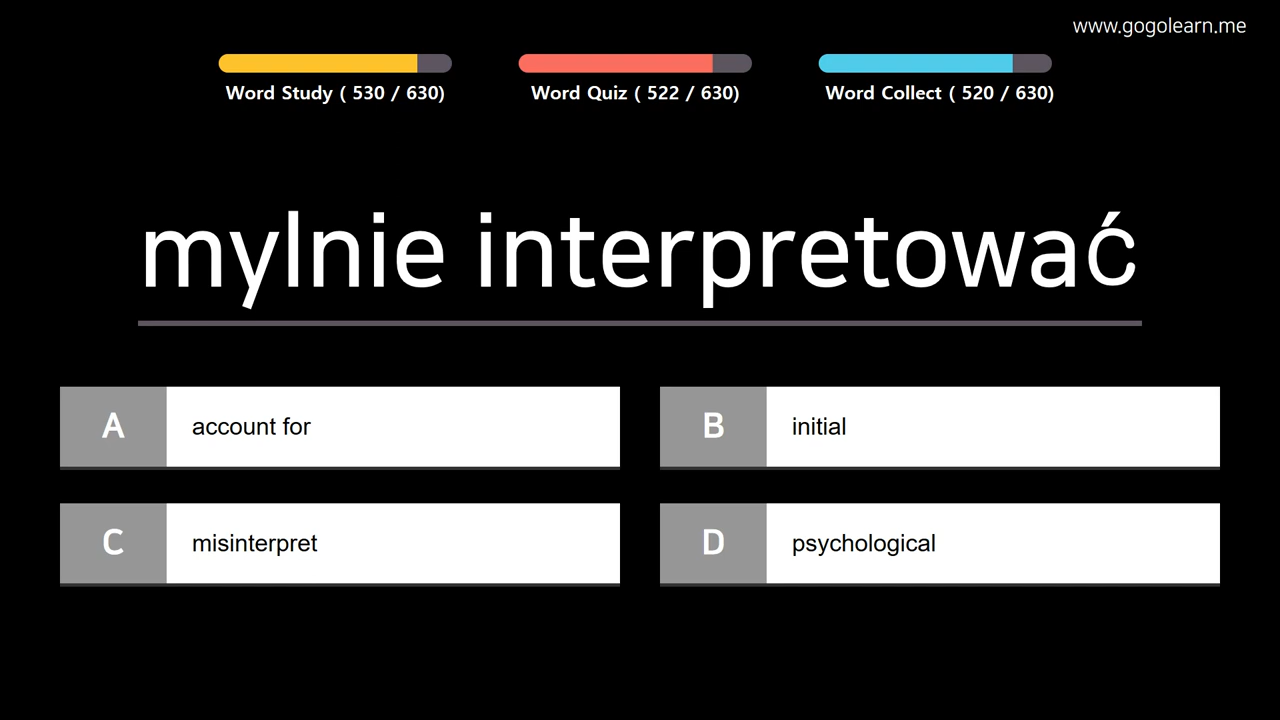 www.gogolearn.me
Word Study ( 530 / 630)
Word Quiz ( 522 / 630)
Word Collect ( 520 / 630)
mylnie interpretować
A account for
B initial
C misinterpret
D psychological